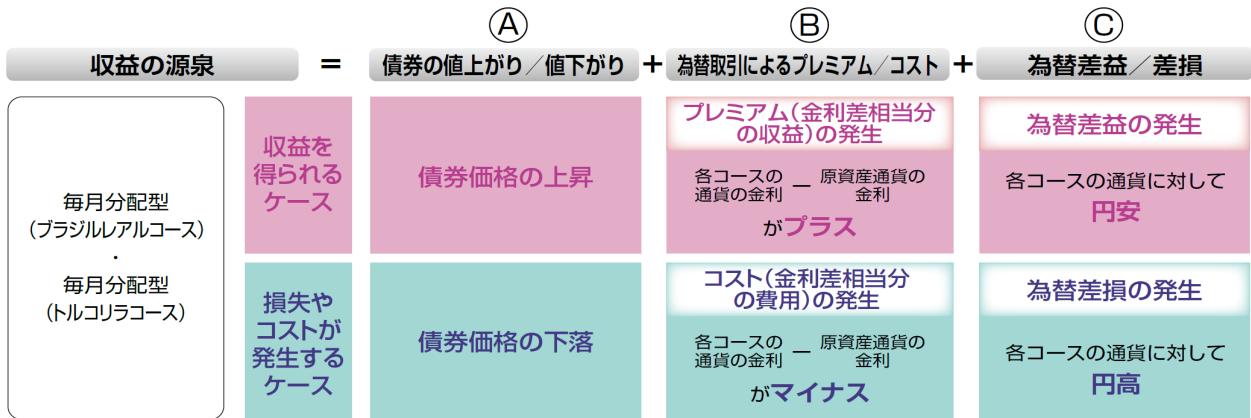 Ⓐ
Ⓑ
Ⓒ
収益の源泉
=
債券の値上がり/値下がり
+
為替取引によるプレミアム/コスト
+
為替差益/差損
毎月分配型
(ブラジルレアルコース)
・
毎月分配型
(トルコリラコース)
収益を
得られる
ケース
債券価格の上昇
プレミアム(金利差相当分
の収益)の発生
各コースの
通貨の金利
ー
原資産通貨の
金利
がプラス
為替差益の発生
各コースの通貨に対して
円安
損失や
コストが
発生する
ケース
債券価格の下落
コスト(金利差相当分
の費用)の発生
各コースの
通貨の金利
ー
原資産通貨の
金利
がマイナス
為替差損の発生
各コースの通貨に対して
円高